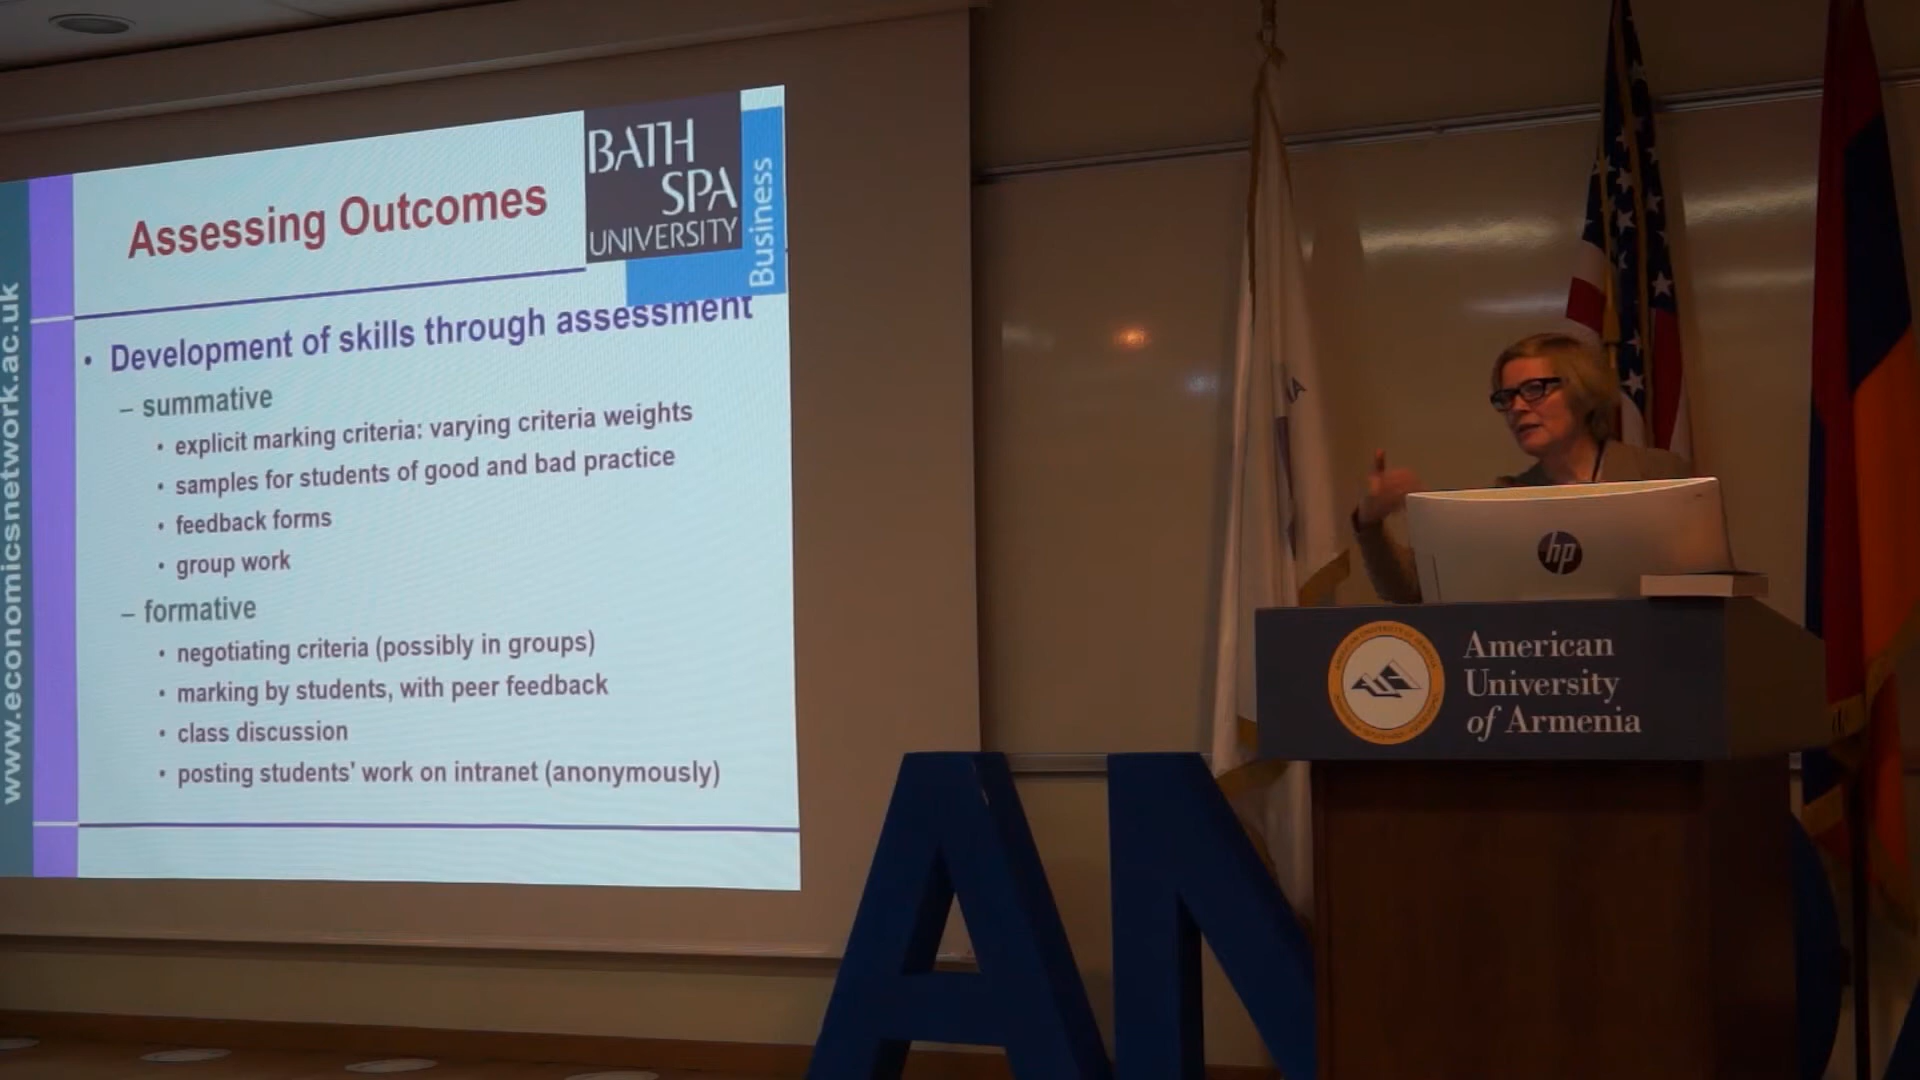 www.economicsnetwork.ac.uk
Assessing Outcomes
BATH
SPA
UNIVERSITY
Business
• Development of skills through assessment
– summative
• explicit marking criteria: varying criteria weights
• samples for students of good and bad practice
• feedback forms
• group work
– formative
• negotiating criteria (possibly in groups)
• marking by students, with peer feedback
• class discussion
• posting students' work on intranet (anonymously)
hp
American
University
of Armenia
AN